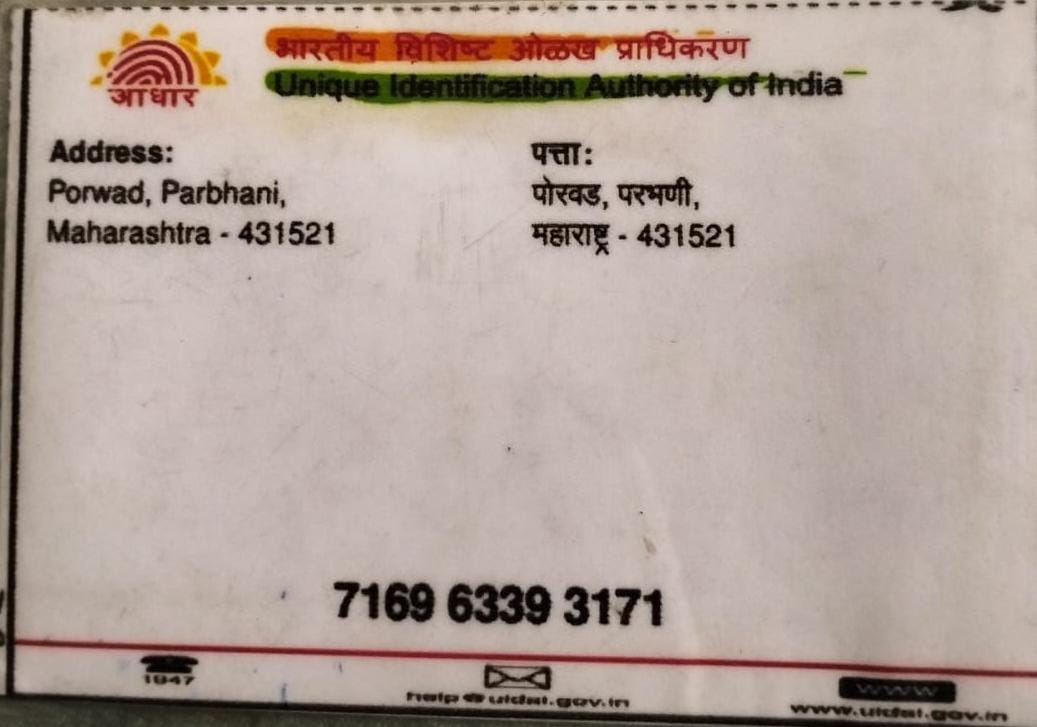 आधार
भारतीय विशिष्ट ओळख प्राधिकरण
Unique Identification Authority of India
Address:
Porwad, Parbhani,
Maharashtra - 431521
पत्ता:
पोरवड, परभणी,
महाराष्ट्र - 431521
7169 6339 3171
1947
help@uidai.gov.in
WWW
www.uidai.gov.in